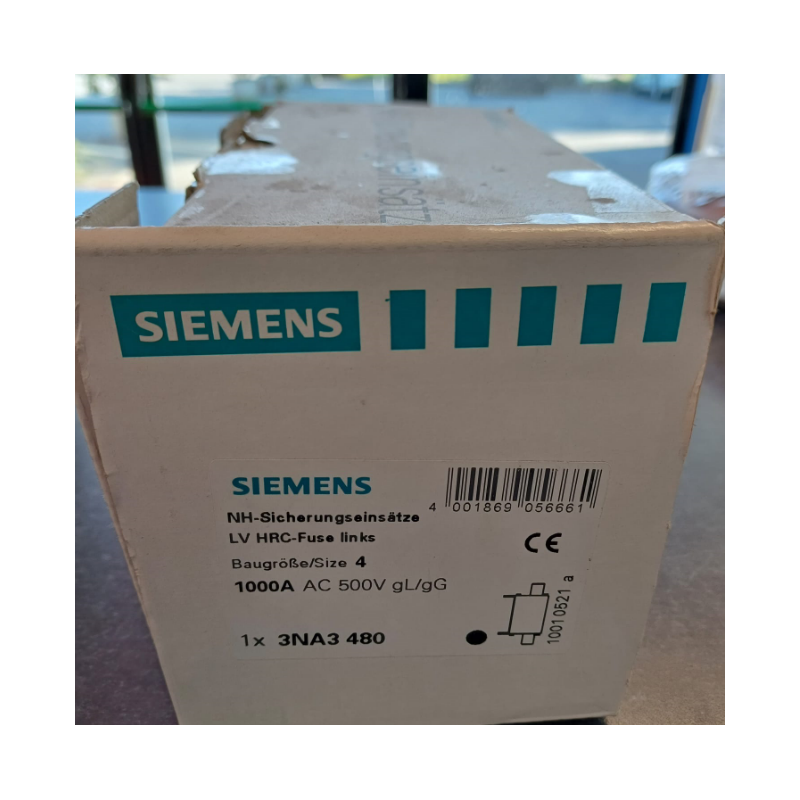 SIEMENS
SIEMENS
4 001869 056661
NH-Sicherungseinsätze
LV HRC-Fuse links
Baugröße/Size 4
1000A AC 500V gL/gG
1x 3NA3 480
10010521 a